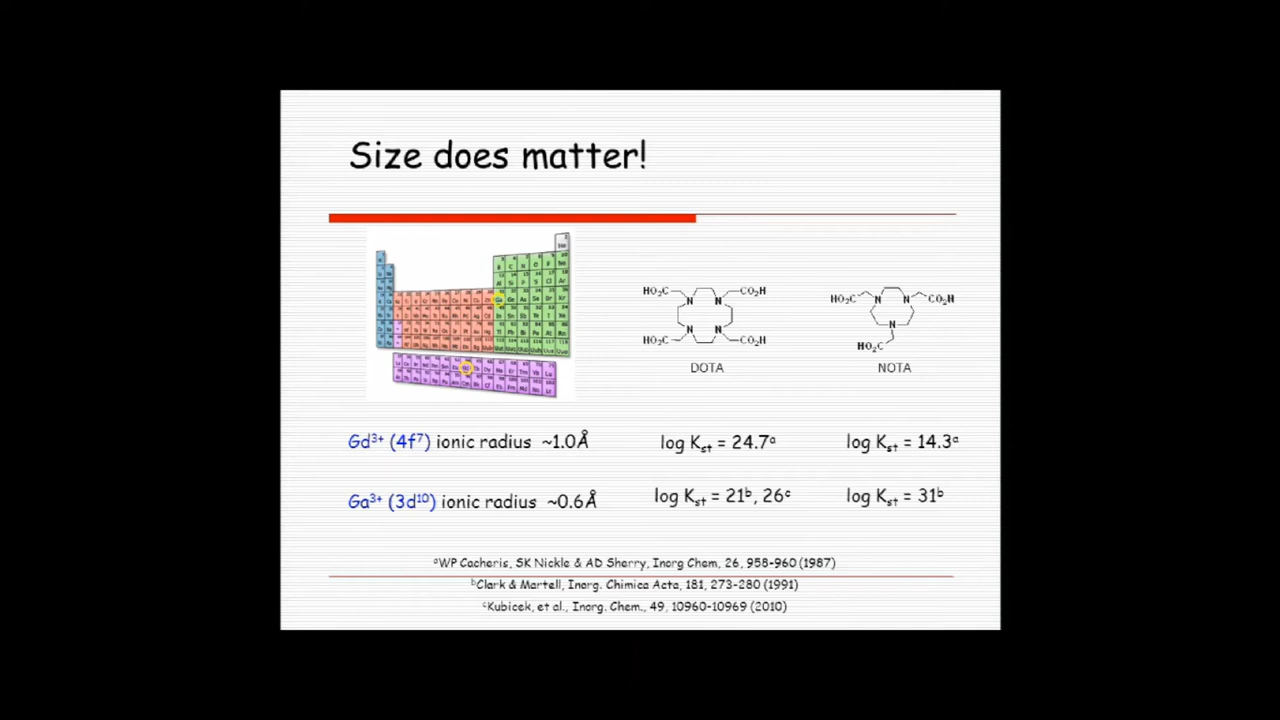 Size does matter!
HO₂C CO₂H
N N
N N
HO₂C CO₂H
DOTA
HO₂C CO₂H
N N
N
HO₂C
NOTA
Gd³⁺ (4f⁷) ionic radius ~1.0Å
log Kst = 24.7ᵃ
log Kst = 14.3ᵃ
Ga³⁺ (3d¹⁰) ionic radius ~0.6Å
log Kst = 21ᵇ, 26ᶜ
log Kst = 31ᵇ
ᵃWP Cacheris, SK Nickle & AD Sherry, Inorg Chem, 26, 958-960 (1987)
ᵇClark & Martell, Inorg. Chimica Acta, 181, 273-280 (1991)
ᶜKubicek, et al., Inorg. Chem., 49, 10960-10969 (2010)